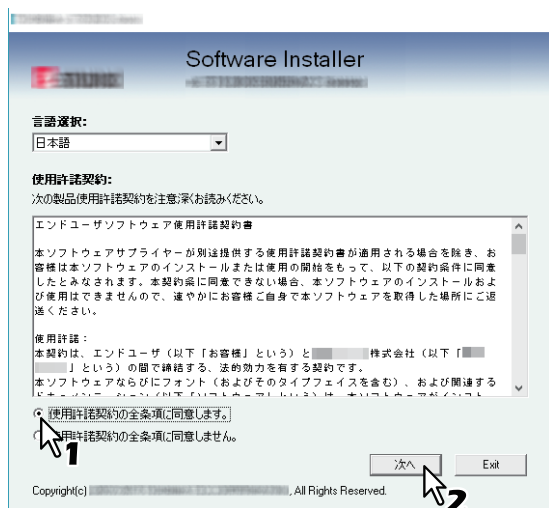 Software Installer
言語選択:
日本語
使用許諾契約:
次の製品使用許諾契約を注意深くお読みください。
エンドユーザソフトウェア使用許諾契約書
本ソフトウェアサプライヤーが別途提供する使用許諾契約書が適用される場合を除き、お
客様は本ソフトウェアのインストールまたは使用の開始をもって、以下の契約条件に同意
したとみなされます。本契約条に同意できない場合、本ソフトウェアのインストールおよ
び使用はできませんので、速やかにお客様ご自身で本ソフトウェアを取得した場所にご返
送ください。
使用許諾：
本契約は、エンドユーザ（以下「お客様」という）と 株式会社（以下「
」という）の間で締結する、法的効力を有する契約です。
本ソフトウェアならびにフォント（およびそのタイプフェイスを含む）、および関連する
使用許諾契約の全条項に同意します。
使用許諾契約の全条項に同意しません。
1
次へ Exit
2
Copyright(c) , All Rights Reserved.